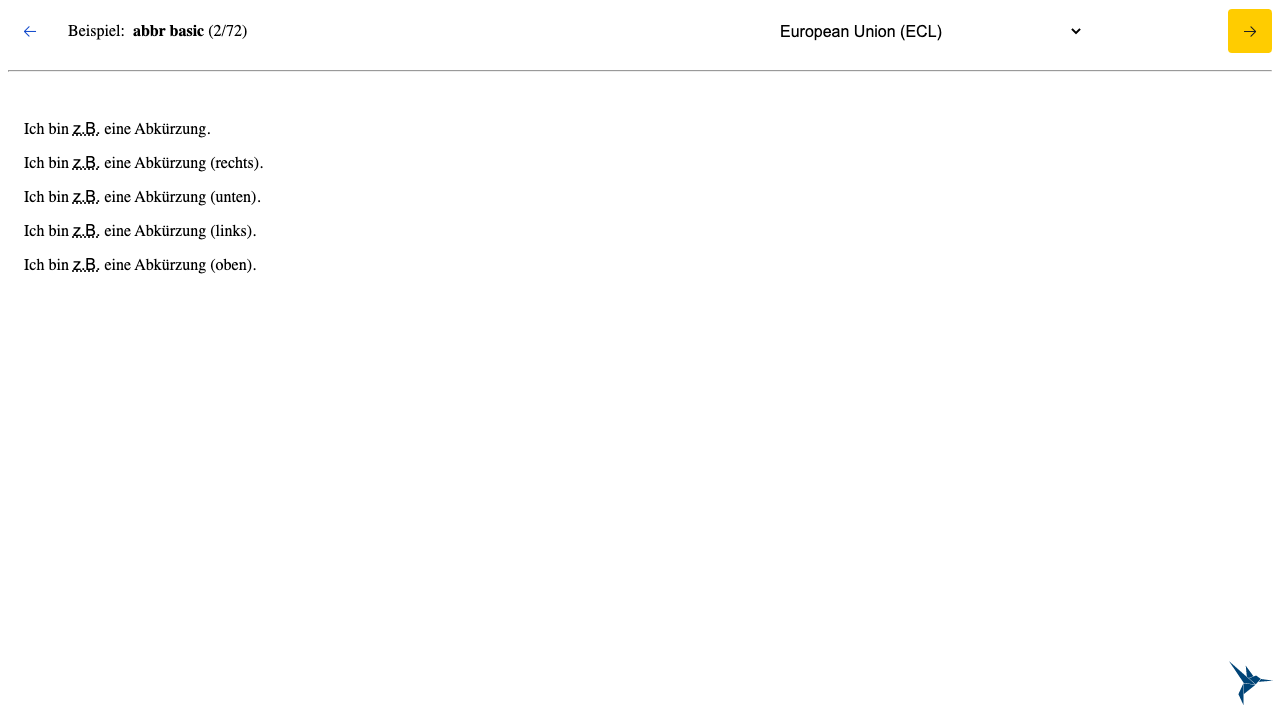 Beispiel: abbr basic (2/72) European Union (ECL)
Ich bin z.B. eine Abkürzung.
Ich bin z.B. eine Abkürzung (rechts).
Ich bin z.B. eine Abkürzung (unten).
Ich bin z.B. eine Abkürzung (links).
Ich bin z.B. eine Abkürzung (oben).